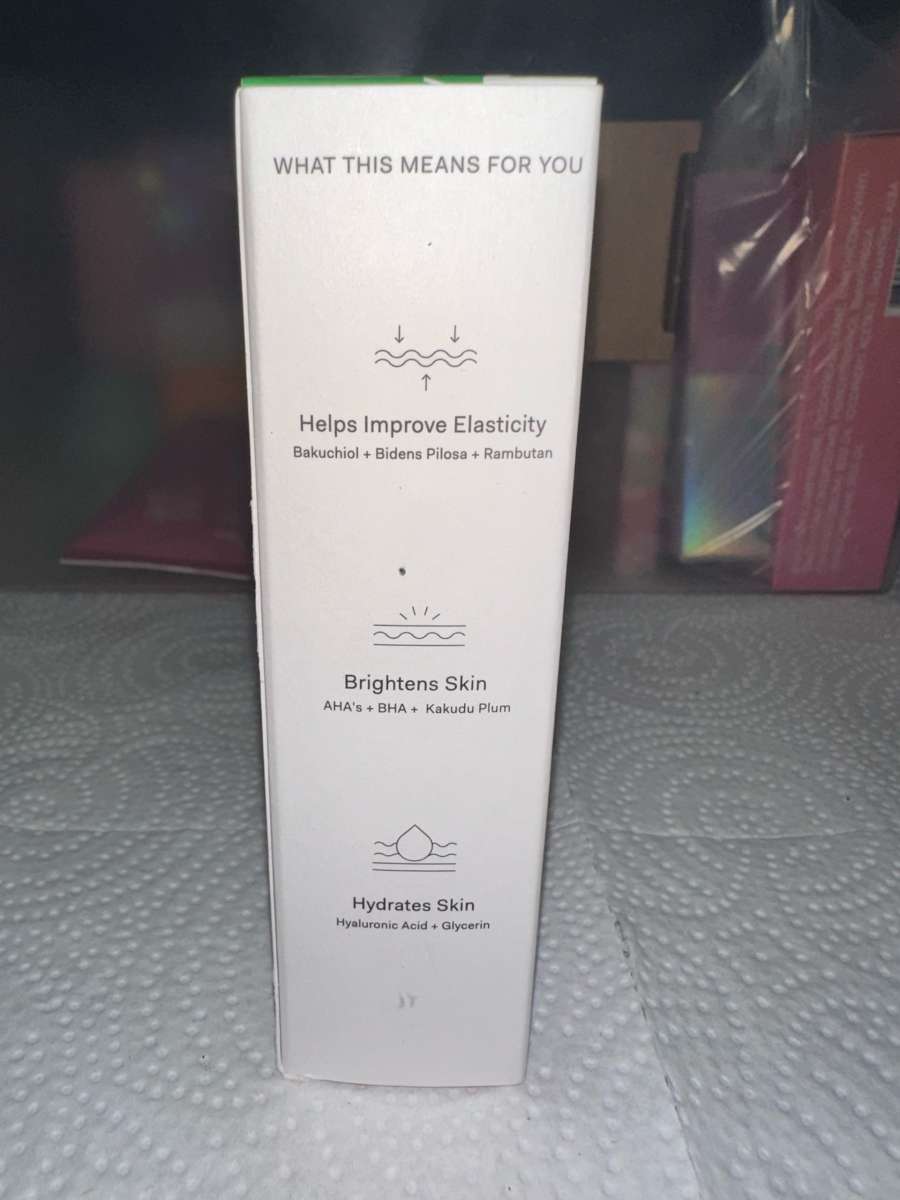 WHAT THIS MEANS FOR YOU
Helps Improve Elasticity
Bakuchiol + Bidens Pilosa + Rambutan
Brightens Skin
AHA's + BHA + Kakudu Plum
Hydrates Skin
Hyaluronic Acid + Glycerin